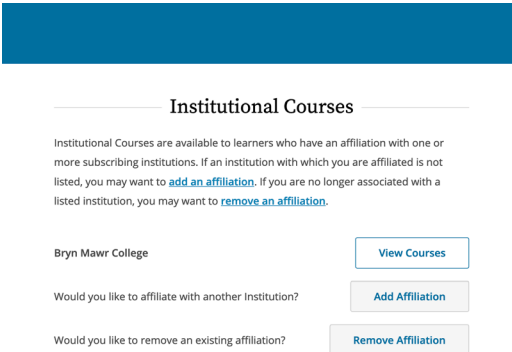 Institutional Courses
Institutional Courses are available to learners who have an affiliation with one or
more subscribing institutions. If an institution with which you are affiliated is not
listed, you may want to add an affiliation. If you are no longer associated with a
listed institution, you may want to remove an affiliation.
Bryn Mawr College
View Courses
Would you like to affiliate with another Institution?
Add Affiliation
Would you like to remove an existing affiliation?
Remove Affiliation